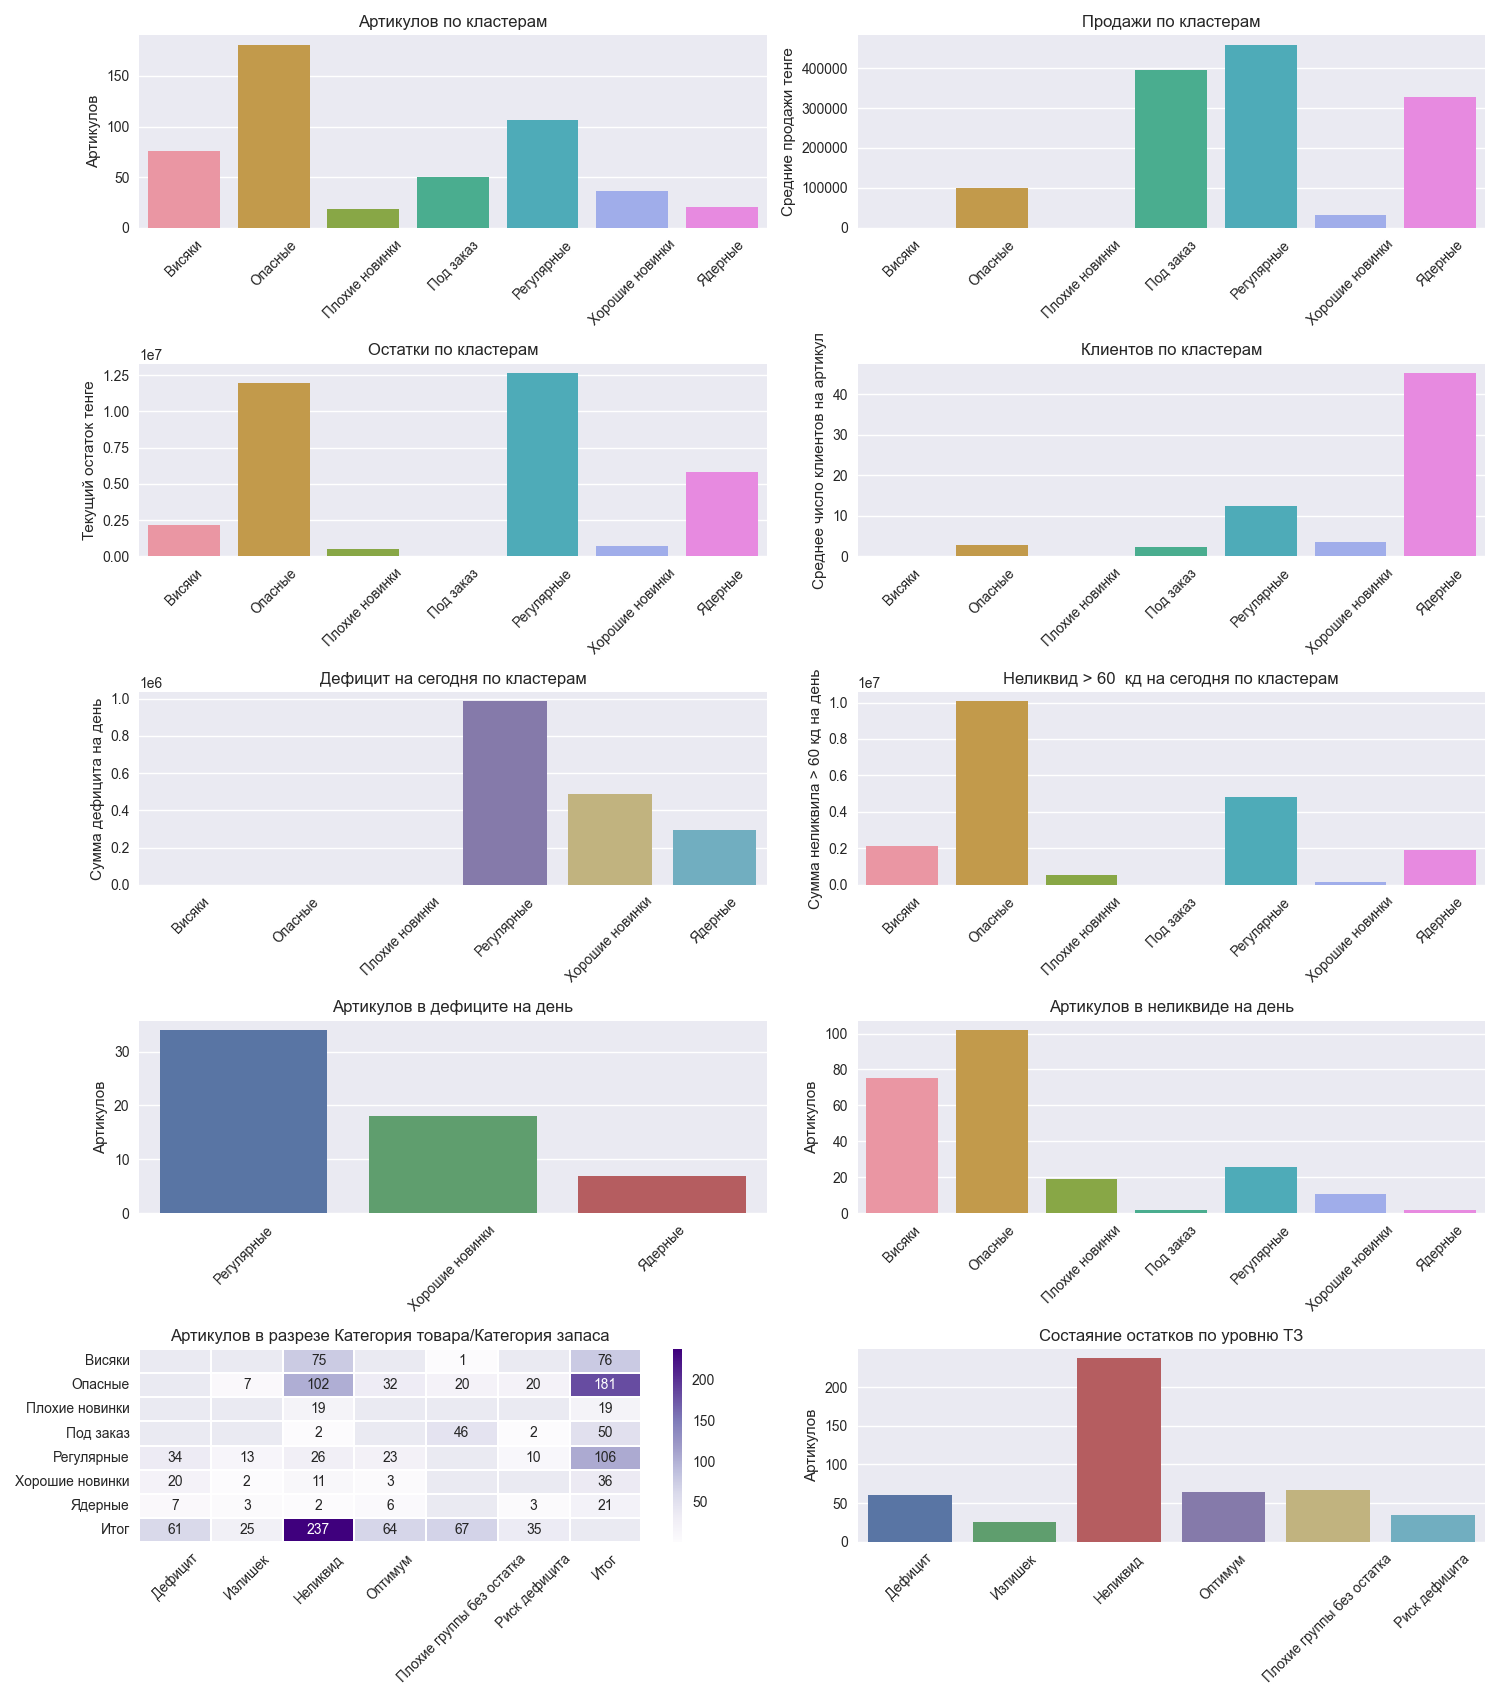 Артикулов по кластерам
Артикулов
150
100
50
0
Висяки
Опасные
Плохие новинки
Под заказ
Регулярные
Хорошие новинки
Ядерные
Продажи по кластерам
Средние продажи тенге
400000
300000
200000
100000
0
Висяки
Опасные
Плохие новинки
Под заказ
Регулярные
Хорошие новинки
Ядерные
Остатки по кластерам
1e7
Текущий остаток тенге
1.25
1.00
0.75
0.50
0.25
0.00
Висяки
Опасные
Плохие новинки
Под заказ
Регулярные
Хорошие новинки
Ядерные
Клиентов по кластерам
Среднее число клиентов на артикул
40
30
20
10
0
Висяки
Опасные
Плохие новинки
Под заказ
Регулярные
Хорошие новинки
Ядерные
Дефицит на сегодня по кластерам
1e6
Сумма дефицита на день
1.0
0.8
0.6
0.4
0.2
0.0
Висяки
Опасные
Плохие новинки
Регулярные
Хорошие новинки
Ядерные
Неликвид > 60 кд на сегодня по кластерам
1e7
Сумма неликвипа > 60 кд на день
1.0
0.8
0.6
0.4
0.2
0.0
Висяки
Опасные
Плохие новинки
Под заказ
Регулярные
Хорошие новинки
Ядерные
Артикулов в дефиците на день
Артикулов
30
20
10
0
Регулярные
Хорошие новинки
Ядерные
Артикулов в неликвиде на день
Артикулов
100
80
60
40
20
0
Висяки
Опасные
Плохие новинки
Под заказ
Регулярные
Хорошие новинки
Ядерные
Артикулов в разрезе Категория товара/Категория запаса
Висяки 75 1 76
Опасные 7 102 32 20 20 181
Плохие новинки 19 19
Под заказ 2 46 2 50
Регулярные 34 13 26 23 10 106
Хорошие новинки 20 2 11 3 36
Ядерные 7 3 2 6 3 21
Итог 61 25 237 64 67 35
Дефицит
Излишек
Неликвид
Оптимум
Плохие группы без остатка
Риск дефицита
Итог
200
150
100
50
Состаяние остатков по уровню ТЗ
Артикулов
200
150
100
50
0
Дефицит
Излишек
Неликвид
Оптимум
Плохие группы без остатка
Риск дефицита